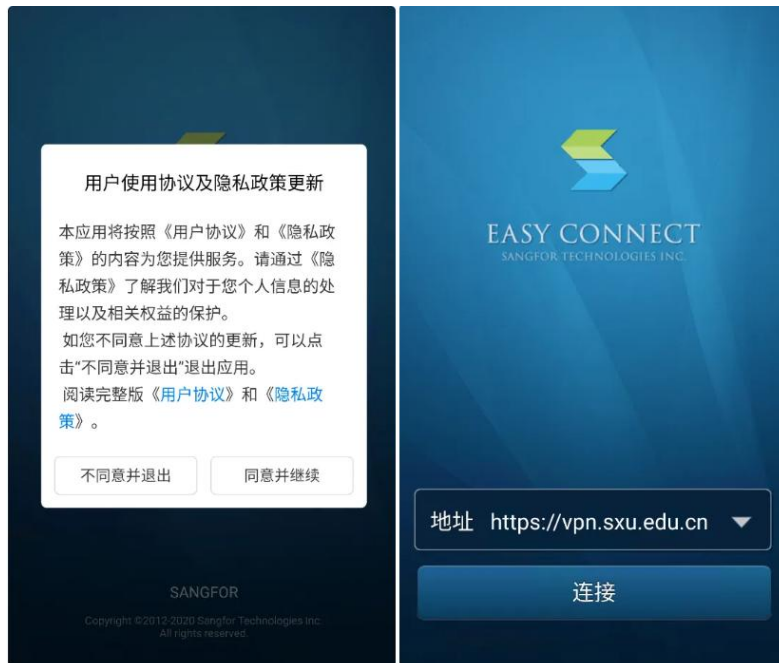 用户使用协议及隐私政策更新
本应用将按照《用户协议》和《隐私政
策》的内容为您提供服务。请通过《隐
私政策》了解我们对于您个人信息的处
理以及相关权益的保护。
如您不同意上述协议的更新，可以点
击“不同意并退出”退出应用。
阅读完整版《用户协议》和《隐私政
策》。
不同意并退出
同意并继续
SANGFOR
Copyright ©2012-2020 Sangfor Technologies Inc.
All rights reserved.
EASY CONNECT
SANGFOR TECHNOLOGIES INC.
地址 https://vpn.sxu.edu.cn
连接